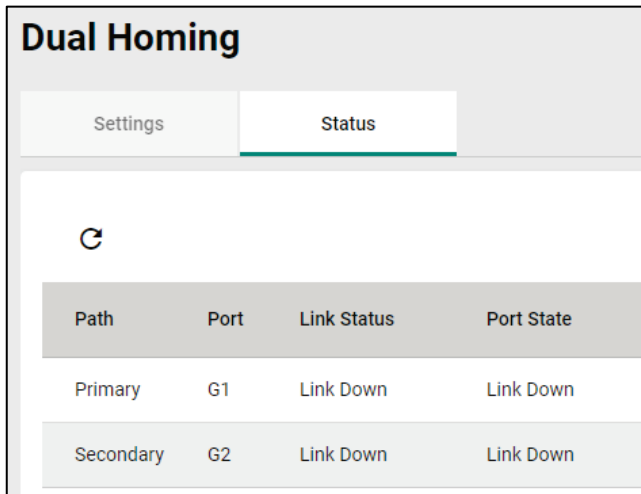 Dual Homing
Settings Status
Path Port Link Status Port State
Primary G1 Link Down Link Down
Secondary G2 Link Down Link Down